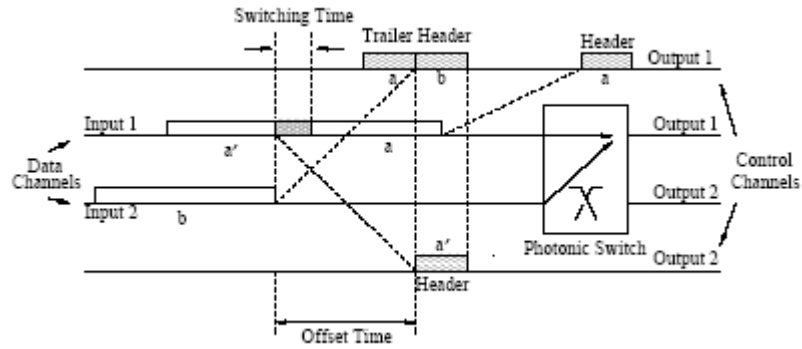 Switching Time
Trailer Header
Header
a
b
a
Output 1
Input 1
a'
a
Output 1
Data
Channels
Control
Channels
Input 2
b
Output 2
Photonic Switch
a'
Header
Output 2
Offset Time